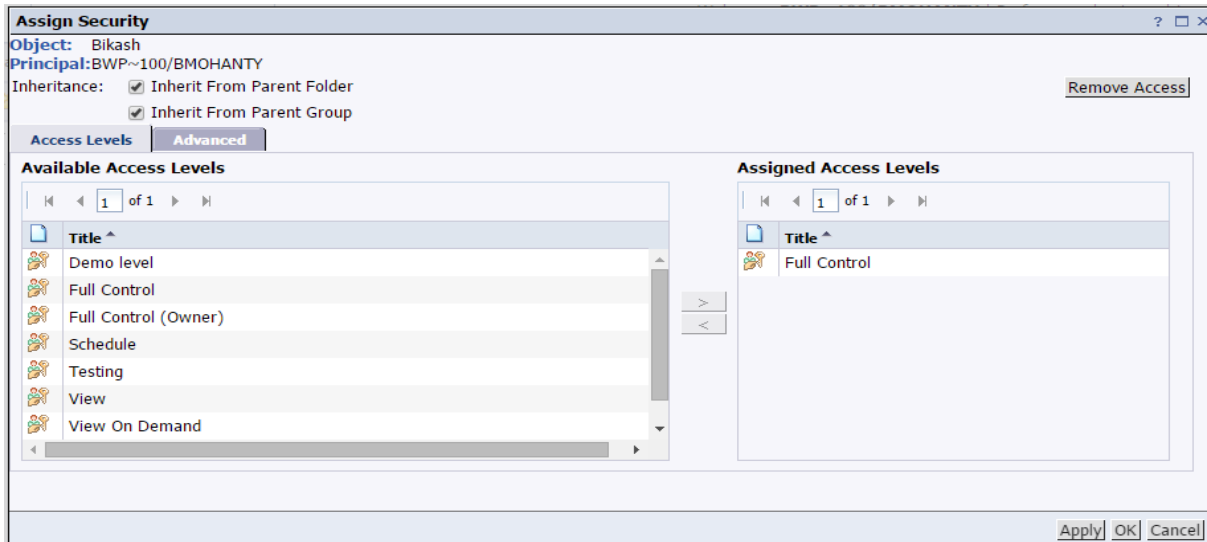 Assign Security ?
Object: Bikash
Principal:BWP~100/BMOHANTY
Inheritance: Inherit From Parent Folder Remove Access
Inherit From Parent Group
Access Levels Advanced
Available Access Levels Assigned Access Levels
1 of 1 1 of 1
Title Title
Demo level Full Control
Full Control
Full Control (Owner)
>
<
Schedule
Testing
View
View On Demand
Apply OK Cancel